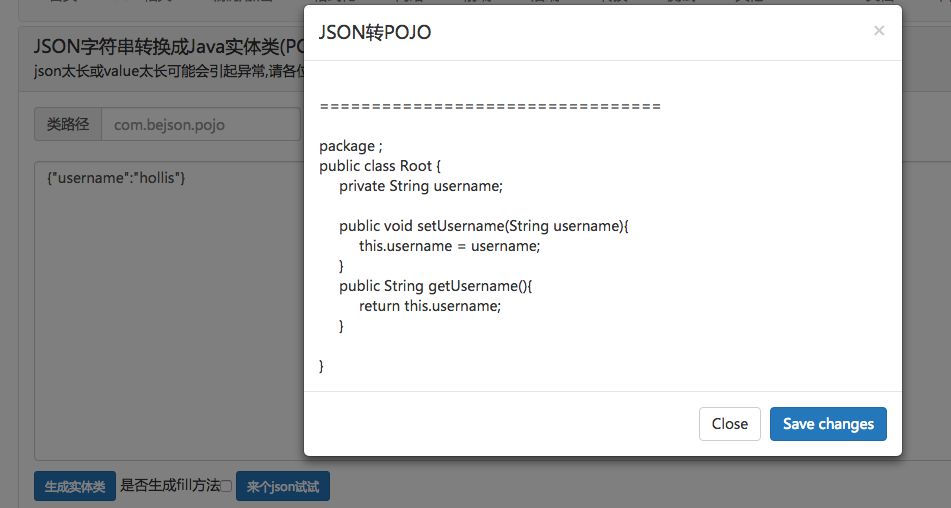 JSON转POJO
×
JSON字符串转换成Java实体类(PO
json太长或value太长可能会引起异常,请各位
类路径 com.bejson.pojo
{"username":"hollis"}
=================================
package ;
public class Root {
private String username;
public void setUsername(String username){
this.username = username;
}
public String getUsername(){
return this.username;
}
}
Close Save changes
生成实体类 是否生成fill方法 来个json试试